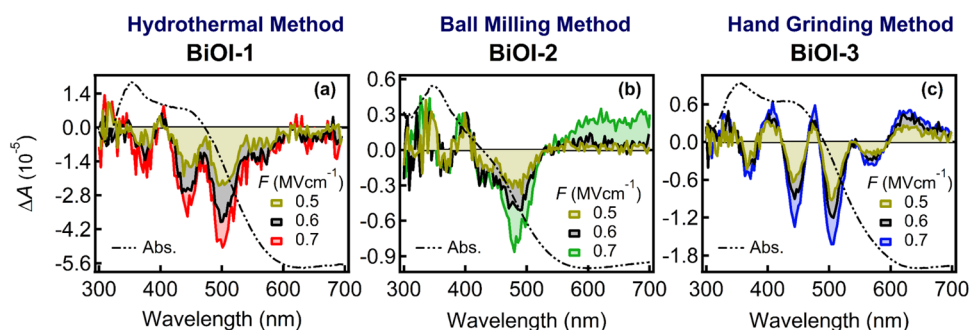 Hydrothermal Method
BiOI-1
Ball Milling Method
BiOI-2
Hand Grinding Method
BiOI-3
ΔA (10⁻⁵)
1.4
0.0
-1.4
-2.8
-4.2
-5.6
(a)
F (MVcm⁻¹)
0.5
0.6
0.7
Abs.
300 400 500 600 700
Wavelength (nm)
0.6
0.3
0.0
-0.3
-0.6
-0.9
(b)
F (MVcm⁻¹)
0.5
0.6
0.7
Abs.
300 400 500 600 700
Wavelength (nm)
0.6
0.0
-0.6
-1.2
-1.8
(c)
F (MVcm⁻¹)
0.5
0.6
0.7
Abs.
300 400 500 600 700
Wavelength (nm)